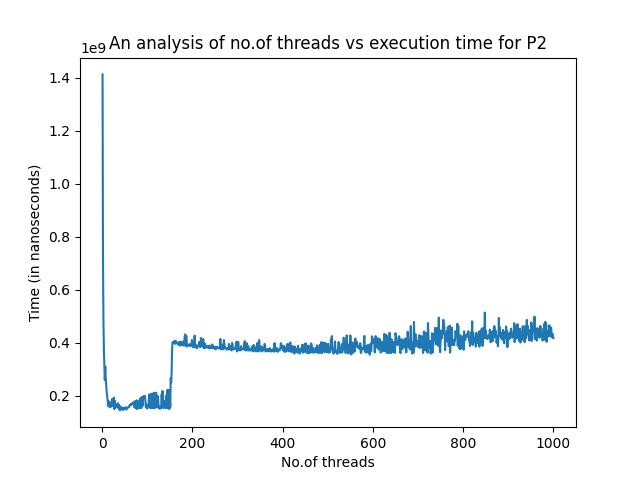 An analysis of no.of threads vs execution time for P2
1e9
1.4
1.2
1.0
0.8
0.6
0.4
0.2
Time (in nanoseconds)
0 200 400 600 800 1000
No.of threads